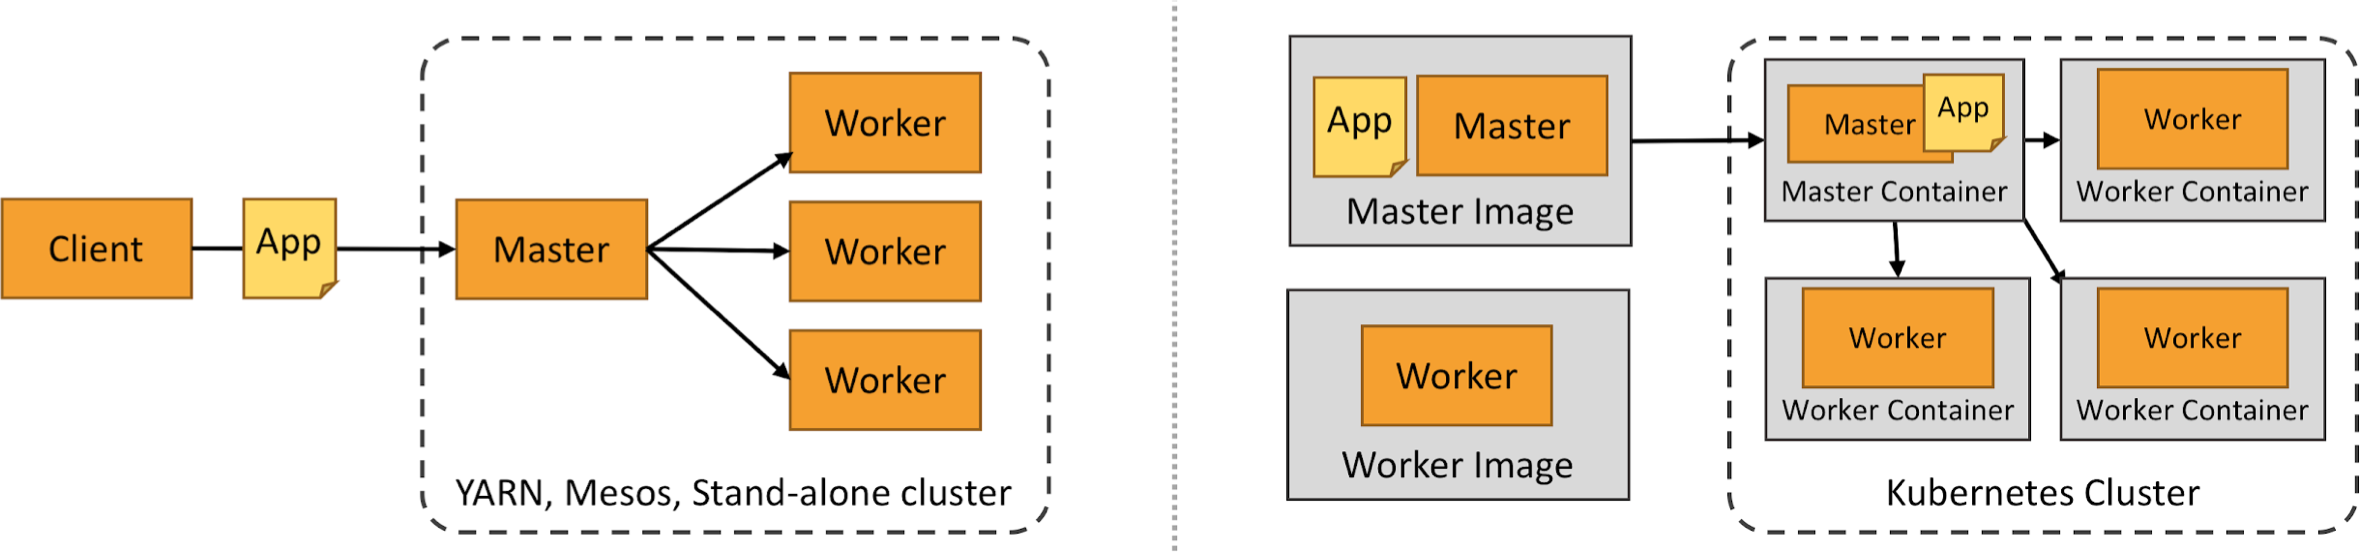 Client
App
Master
Worker
Worker
Worker
YARN, Mesos, Stand-alone cluster
App
Master
Master Image
Worker
Worker Image
Master
App
Master Container
Worker
Worker Container
Worker
Worker Container
Worker
Worker Container
Kubernetes Cluster